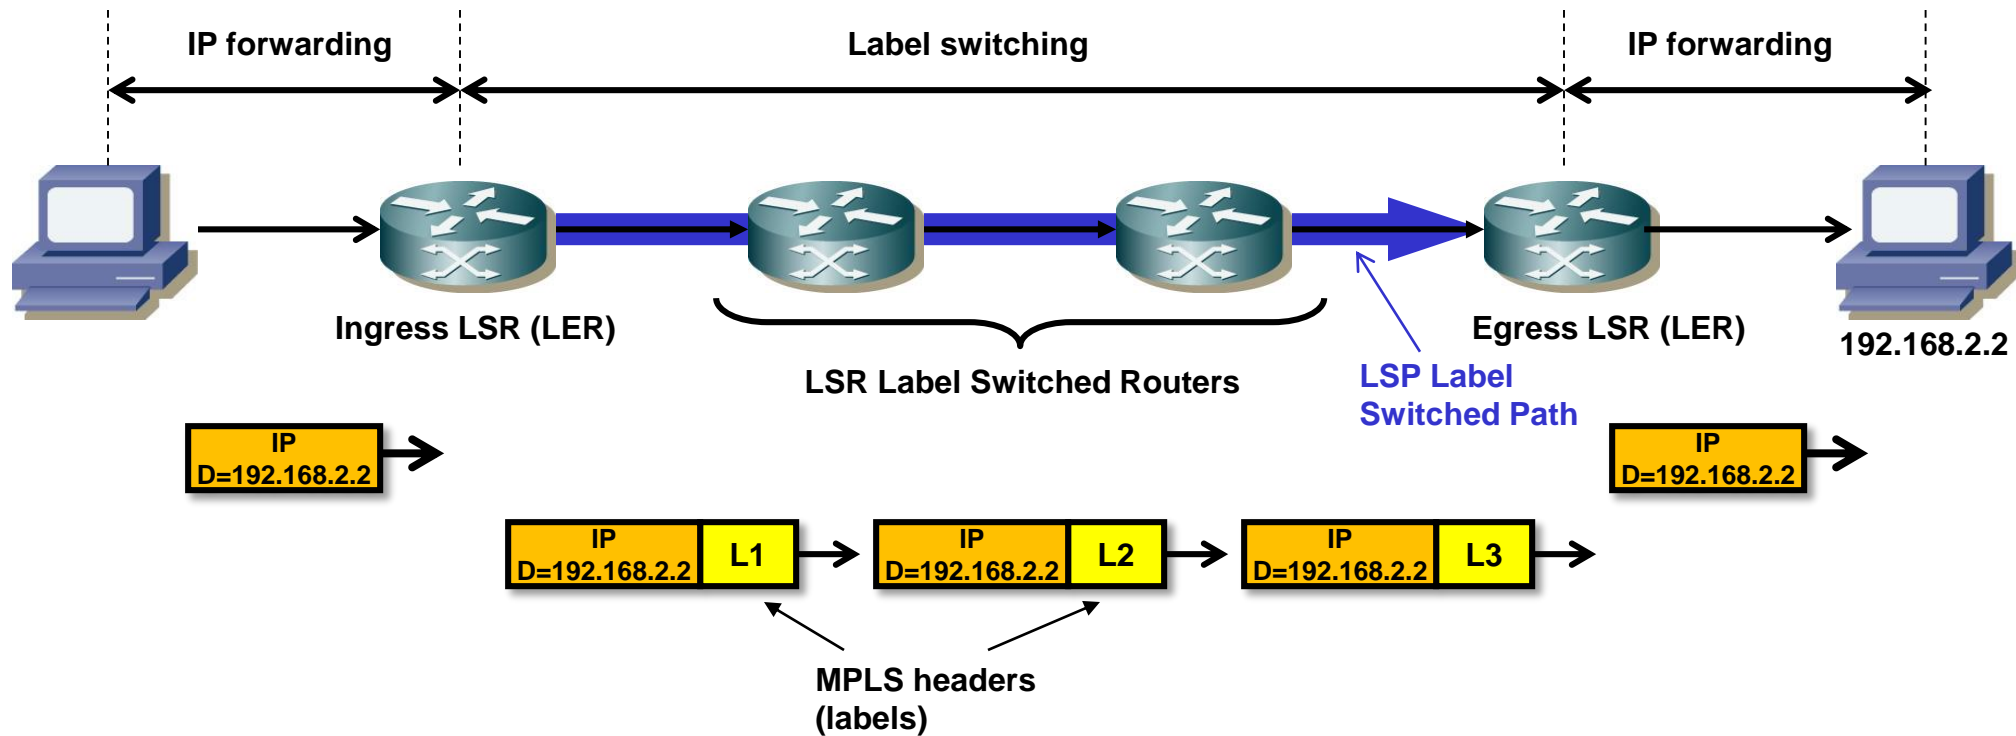 IP forwarding
Label switching
IP forwarding
Ingress LSR (LER)
Egress LSR (LER)
192.168.2.2
LSR Label Switched Routers
LSP Label
Switched Path
IP
D=192.168.2.2
IP
D=192.168.2.2
IP
D=192.168.2.2
L1
IP
D=192.168.2.2
L2
IP
D=192.168.2.2
L3
MPLS headers
(labels)